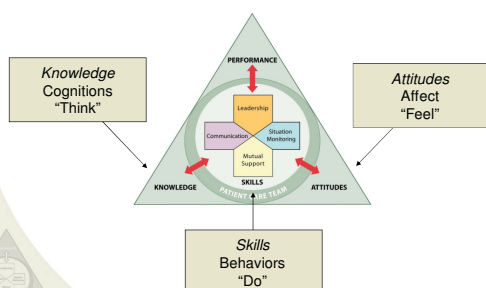 PERFORMANCE
Knowledge
Cognitions
“Think”
Attitudes
Affect
“Feel”
Leadership
Communication
Situation
Monitoring
Mutual
Support
KNOWLEDGE
SKILLS
ATTITUDES
PATIENT CARE TEAM
Skills
Behaviors
“Do”